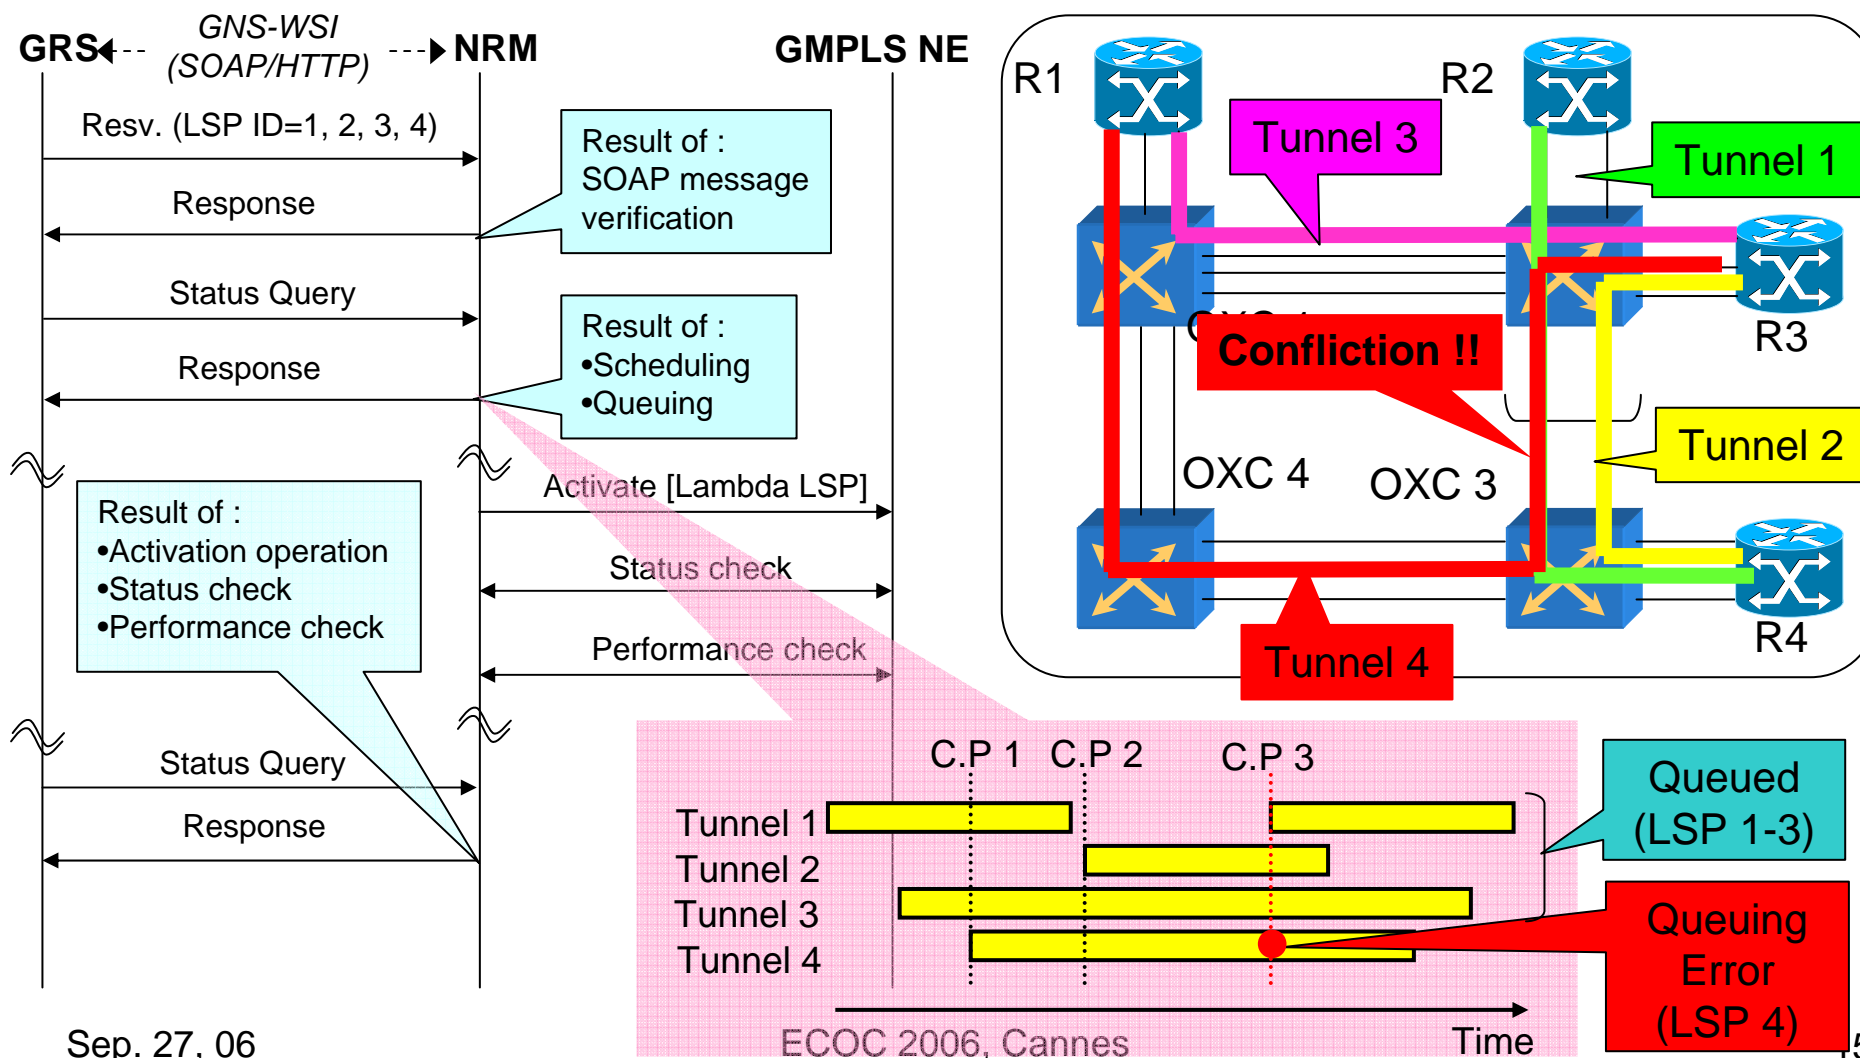 GRS
GNS-WSI
(SOAP/HTTP)
NRM
GMPLS NE
Resv. (LSP ID=1, 2, 3, 4)
Response
Status Query
Response
Result of :
SOAP message
verification
Result of :
•Scheduling
•Queuing
Activate [Lambda LSP]
Status check
Performance check
Result of :
•Activation operation
•Status check
•Performance check
Status Query
Response
R1
R2
Tunnel 3
Tunnel 1
R3
Confliction !!
Tunnel 2
OXC 4
OXC 3
Tunnel 4
R4
C.P 1
C.P 2
C.P 3
Tunnel 1
Tunnel 2
Tunnel 3
Tunnel 4
Time
Queued
(LSP 1-3)
Queuing
Error
(LSP 4)
Sep. 27, 06
ECOC 2006, Cannes